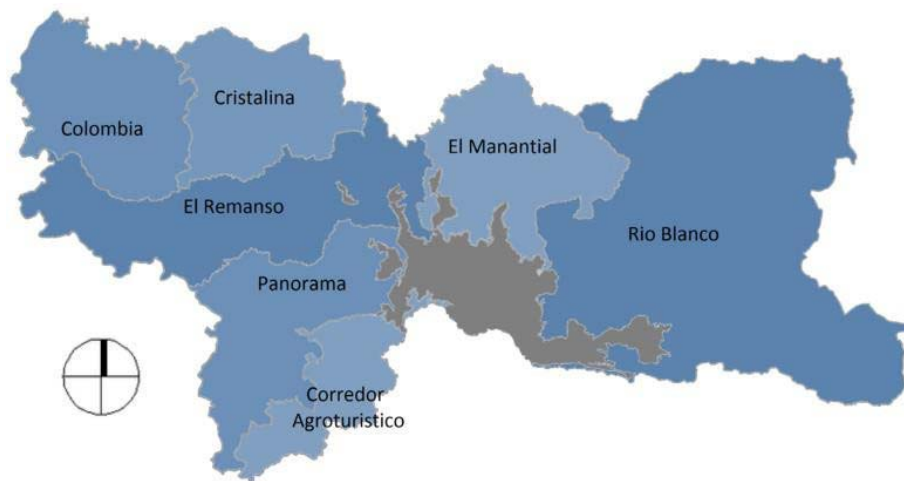 Cristalina
Colombia
El Manantial
El Remanso
Rio Blanco
Panorama
Corredor
Agroturistico